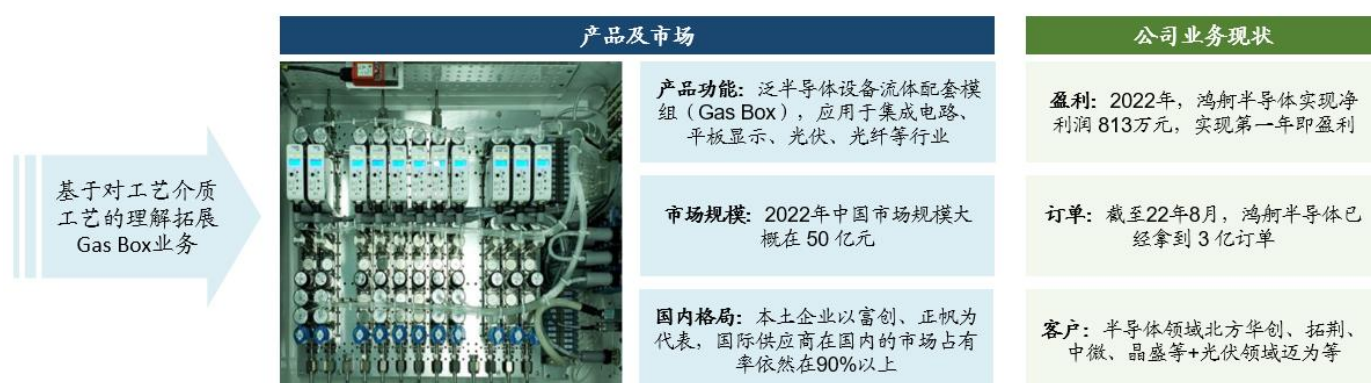 基于对工艺介质
工艺的理解拓展
Gas Box业务
产品及市场
产品功能：泛半导体设备流体配套模
组（Gas Box），应用于集成电路、
平板显示、光伏、光纤等行业
市场规模：2022年中国市场规模大
概在 50 亿元
国内格局：本土企业以富创、正帆为
代表，国际供应商在国内的市场占有
率依然在90%以上
公司业务现状
盈利：2022年，鸿舸半导体实现净
利润 813万元，实现第一年即盈利
订单：截至22年8月，鸿舸半导体已
经拿到 3 亿订单
客户：半导体领域北方华创、拓荆、
中微、晶盛等+光伏领域迈为等